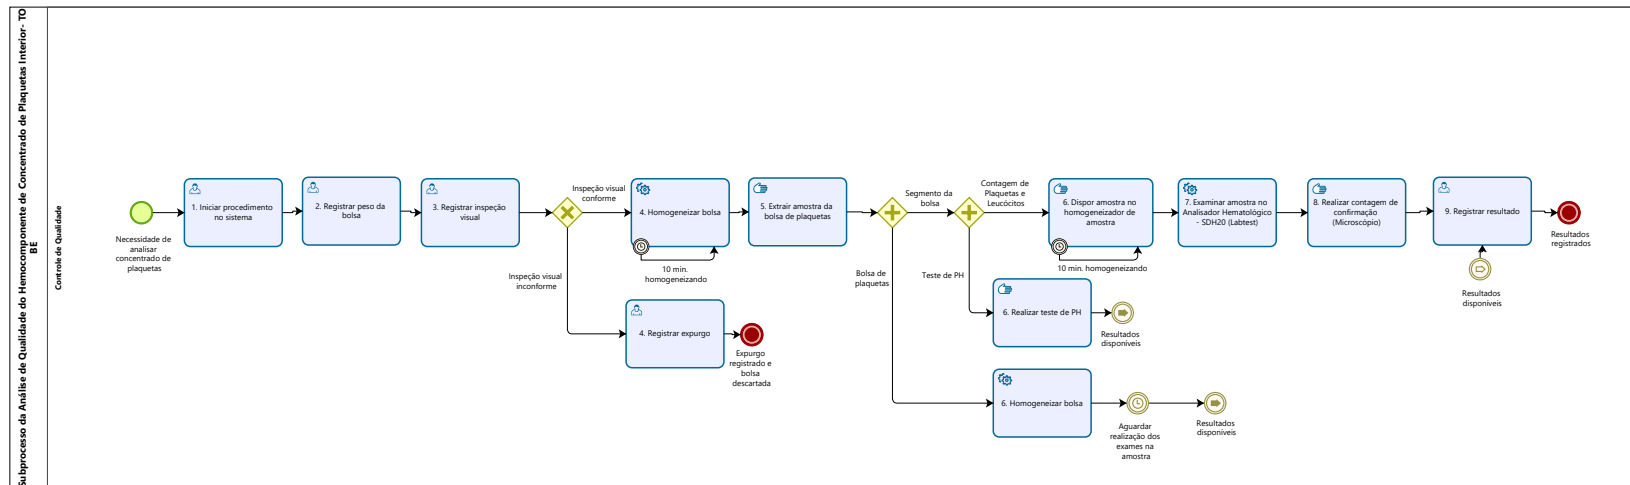 Subprocesso da Análise de Qualidade do Hemocomponente de Concentrado de Plaquetas Interior- TO
BE
Controle de Qualidade
Necessidade de
analisar
concentrado de
plaquetas
1. Iniciar procedimento
no sistema
2. Registrar peso da
bolsa
3. Registrar inspeção
visual
Inspeção visual
conforme
Inspeção visual
inconforme
4. Homogeneizar bolsa
10 min.
homogeneizando
4. Registrar expurgo
Expurgo
registrado e
bolsa
descartada
5. Extrair amostra da
bolsa de plaquetas
Segmento da
bolsa
Bolsa de
plaquetas
Contagem de
Plaquetas e
Leucócitos
Teste de PH
6. Dispor amostra no
homogeneizador de
amostra
10 min. homogeneizando
6. Realizar teste de PH
Resultados
disponíveis
6. Homogeneizar bolsa
Aguardar
realização dos
exames na
amostra
Resultados
disponíveis
7. Examinar amostra no
Analisador Hematológico
- SDH20 (Labtest)
8. Realizar contagem de
confirmação
(Microscópio)
9. Registrar resultado
Resultados
disponíveis
Resultados
registrados